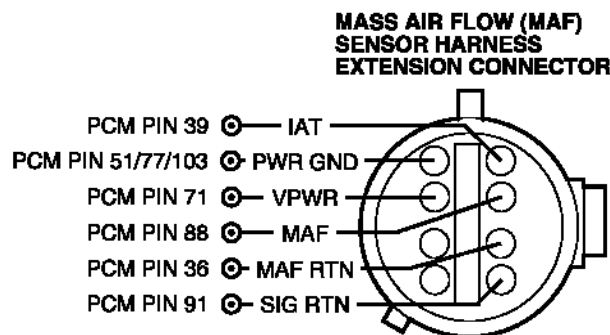 MASS AIR FLOW (MAF)
SENSOR HARNESS
EXTENSION CONNECTOR
PCM PIN 39 IAT
PCM PIN 51/77/103 PWR GND
PCM PIN 71 VPWR
PCM PIN 88 MAF
PCM PIN 36 MAF RTN
PCM PIN 91 SIG RTN